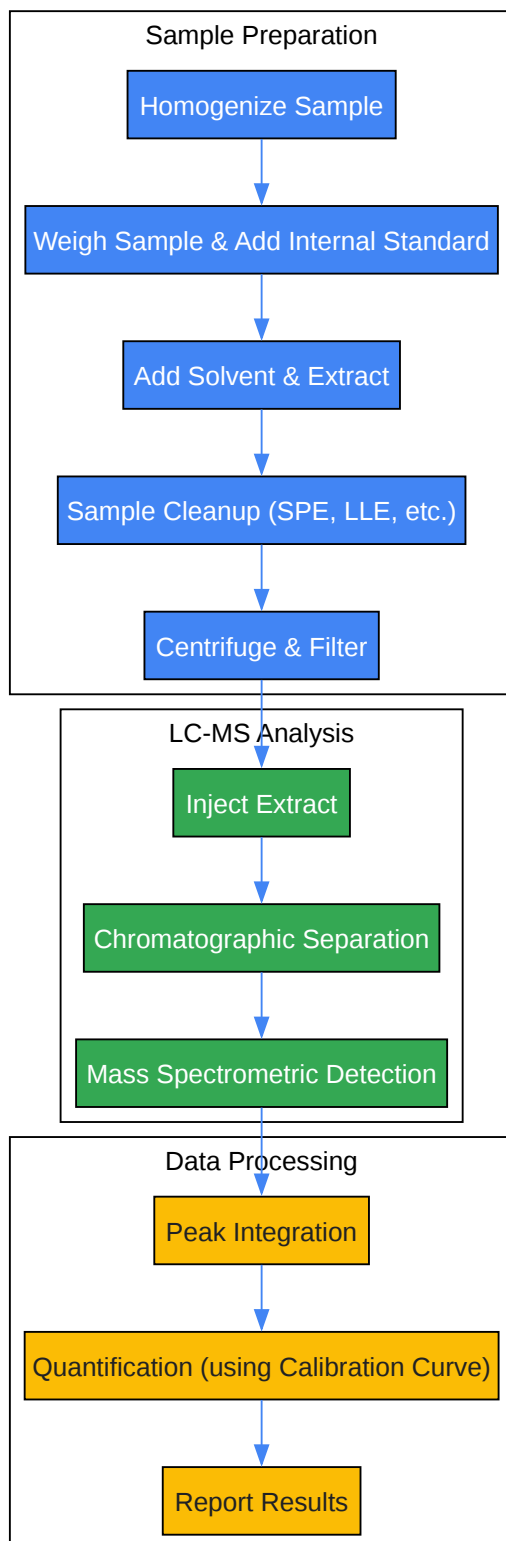 Sample Preparation
Homogenize Sample
Weigh Sample & Add Internal Standard
Add Solvent & Extract
Sample Cleanup (SPE, LLE, etc.)
Centrifuge & Filter
LC-MS Analysis
Inject Extract
Chromatographic Separation
Mass Spectrometric Detection
Data Processing
Peak Integration
Quantification (using Calibration Curve)
Report Results